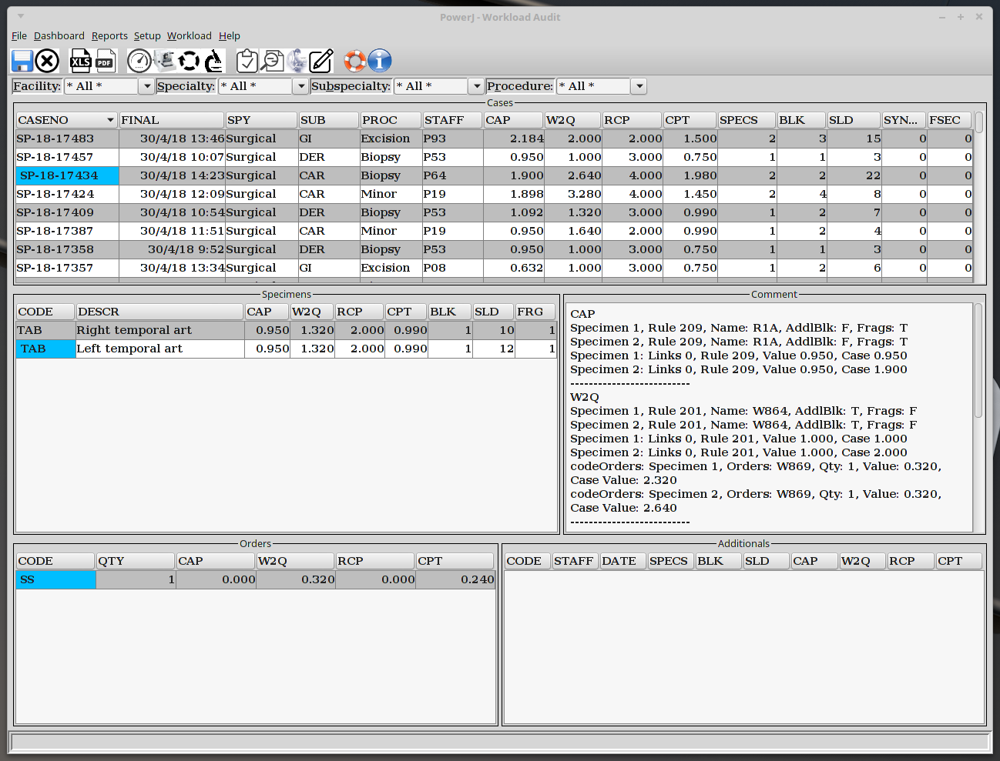 PowerJ - Workload Audit
File Dashboard Reports Setup Workload Help
XLS PDF
Facility: * All * Specialty: * All * Subspecialty: * All * Procedure: * All *
Cases
CASENO FINAL SPY SUB PROC STAFF CAP W2Q RCP CPT SPECS BLK SLD SYN... FSEC
SP-18-17483 30/4/18 13:46 Surgical GI Excision P93 2.184 2.000 2.000 1.500 2 3 15 0 0
SP-18-17457 30/4/18 10:07 Surgical DER Biopsy P53 0.950 1.000 3.000 0.750 1 1 3 0 0
SP-18-17434 30/4/18 14:23 Surgical CAR Biopsy P64 1.900 2.640 4.000 1.980 2 2 22 0 0
SP-18-17424 30/4/18 12:09 Surgical CAR Minor P19 1.898 3.280 4.000 1.450 2 4 8 0 0
SP-18-17409 30/4/18 10:54 Surgical DER Biopsy P53 1.092 1.320 3.000 0.990 1 2 7 0 0
SP-18-17387 30/4/18 11:51 Surgical CAR Minor P19 0.950 1.640 2.000 0.990 1 2 4 0 0
SP-18-17358 30/4/18 9:52 Surgical DER Biopsy P53 0.950 1.000 3.000 0.750 1 1 3 0 0
SP-18-17357 30/4/18 13:34 Surgical GI Excision P08 0.632 1.000 3.000 0.750 1 2 6 0 0
Specimens
CODE DESCR CAP W2Q RCP CPT BLK SLD FRG
TAB Right temporal art 0.950 1.320 2.000 0.990 1 10 1
TAB Left temporal art 0.950 1.320 2.000 0.990 1 12 1
Comment
CAP
Specimen 1, Rule 209, Name: R1A, AddlBlk: F, Frags: T
Specimen 2, Rule 209, Name: R1A, AddlBlk: F, Frags: T
Specimen 1: Links 0, Rule 209, Value 0.950, Case 0.950
Specimen 2: Links 0, Rule 209, Value 0.950, Case 1.900
--------------------------
W2Q
Specimen 1, Rule 201, Name: W864, AddlBlk: T, Frags: F
Specimen 2, Rule 201, Name: W864, AddlBlk: T, Frags: F
Specimen 1: Links 0, Rule 201, Value 1.000, Case 1.000
Specimen 2: Links 0, Rule 201, Value 1.000, Case 2.000
codeOrders: Specimen 1, Orders: W869, Qty: 1, Value: 0.320,
Case Value: 2.320
codeOrders: Specimen 2, Orders: W869, Qty: 1, Value: 0.320,
Case Value: 2.640
--------------------------
Orders
CODE QTY CAP W2Q RCP CPT
SS 1 0.000 0.320 0.000 0.240
Additionals
CODE STAFF DATE SPECS BLK SLD CAP W2Q RCP CPT